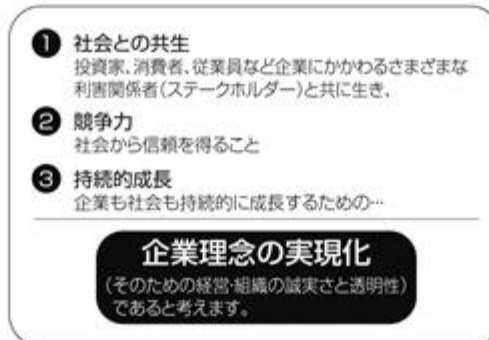 ❶ 社会との共生
投資家、消費者、従業員など企業にかかわるさまざまな
利害関係者(ステークホルダー)と共に生き、
❷ 競争力
社会から信頼を得ること
❸ 持続的成長
企業も社会も持続的に成長するための…
企業理念の実現化
(そのための経営・組織の誠実さと透明性)
であると考えます。